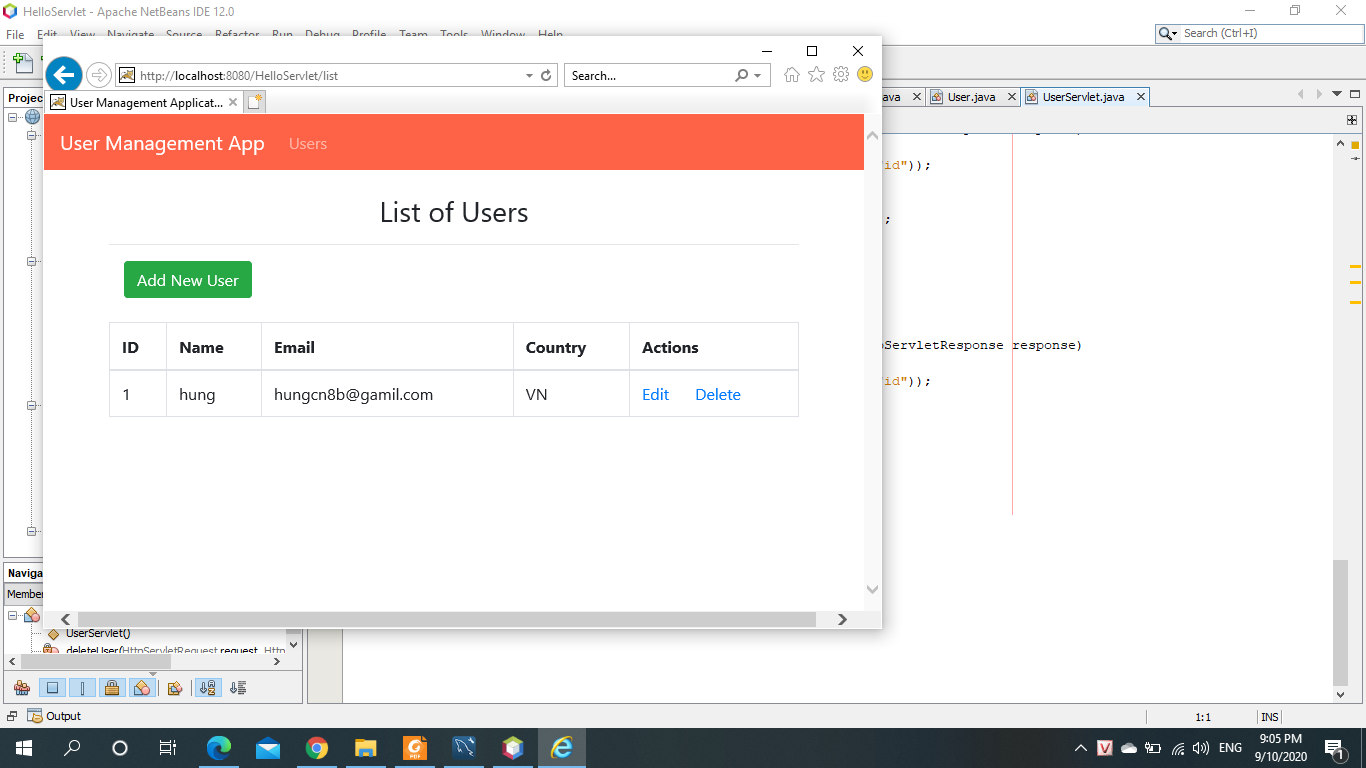 HelloServlet - Apache NetBeans IDE 12.0
File Edit View Navigate Source Refactor Run Debug Profile Team Tools Window Help
Search (Ctrl+I)
http://localhost:8080/HelloServlet/list
Search...
User Management Applicat...
Projec
ava
User.java
UserServlet.java
User Management App Users
id"));
;
List of Users
Add New User
ID Name Email Country Actions
1 hung hungcn8b@gamil.com VN Edit Delete
oServletResponse response)
id"));
Naviga
Member
UserServlet()
deleteUser(HttpServletRequest request, Http
Output
1:1 INS
ENG
9:05 PM
9/10/2020
1